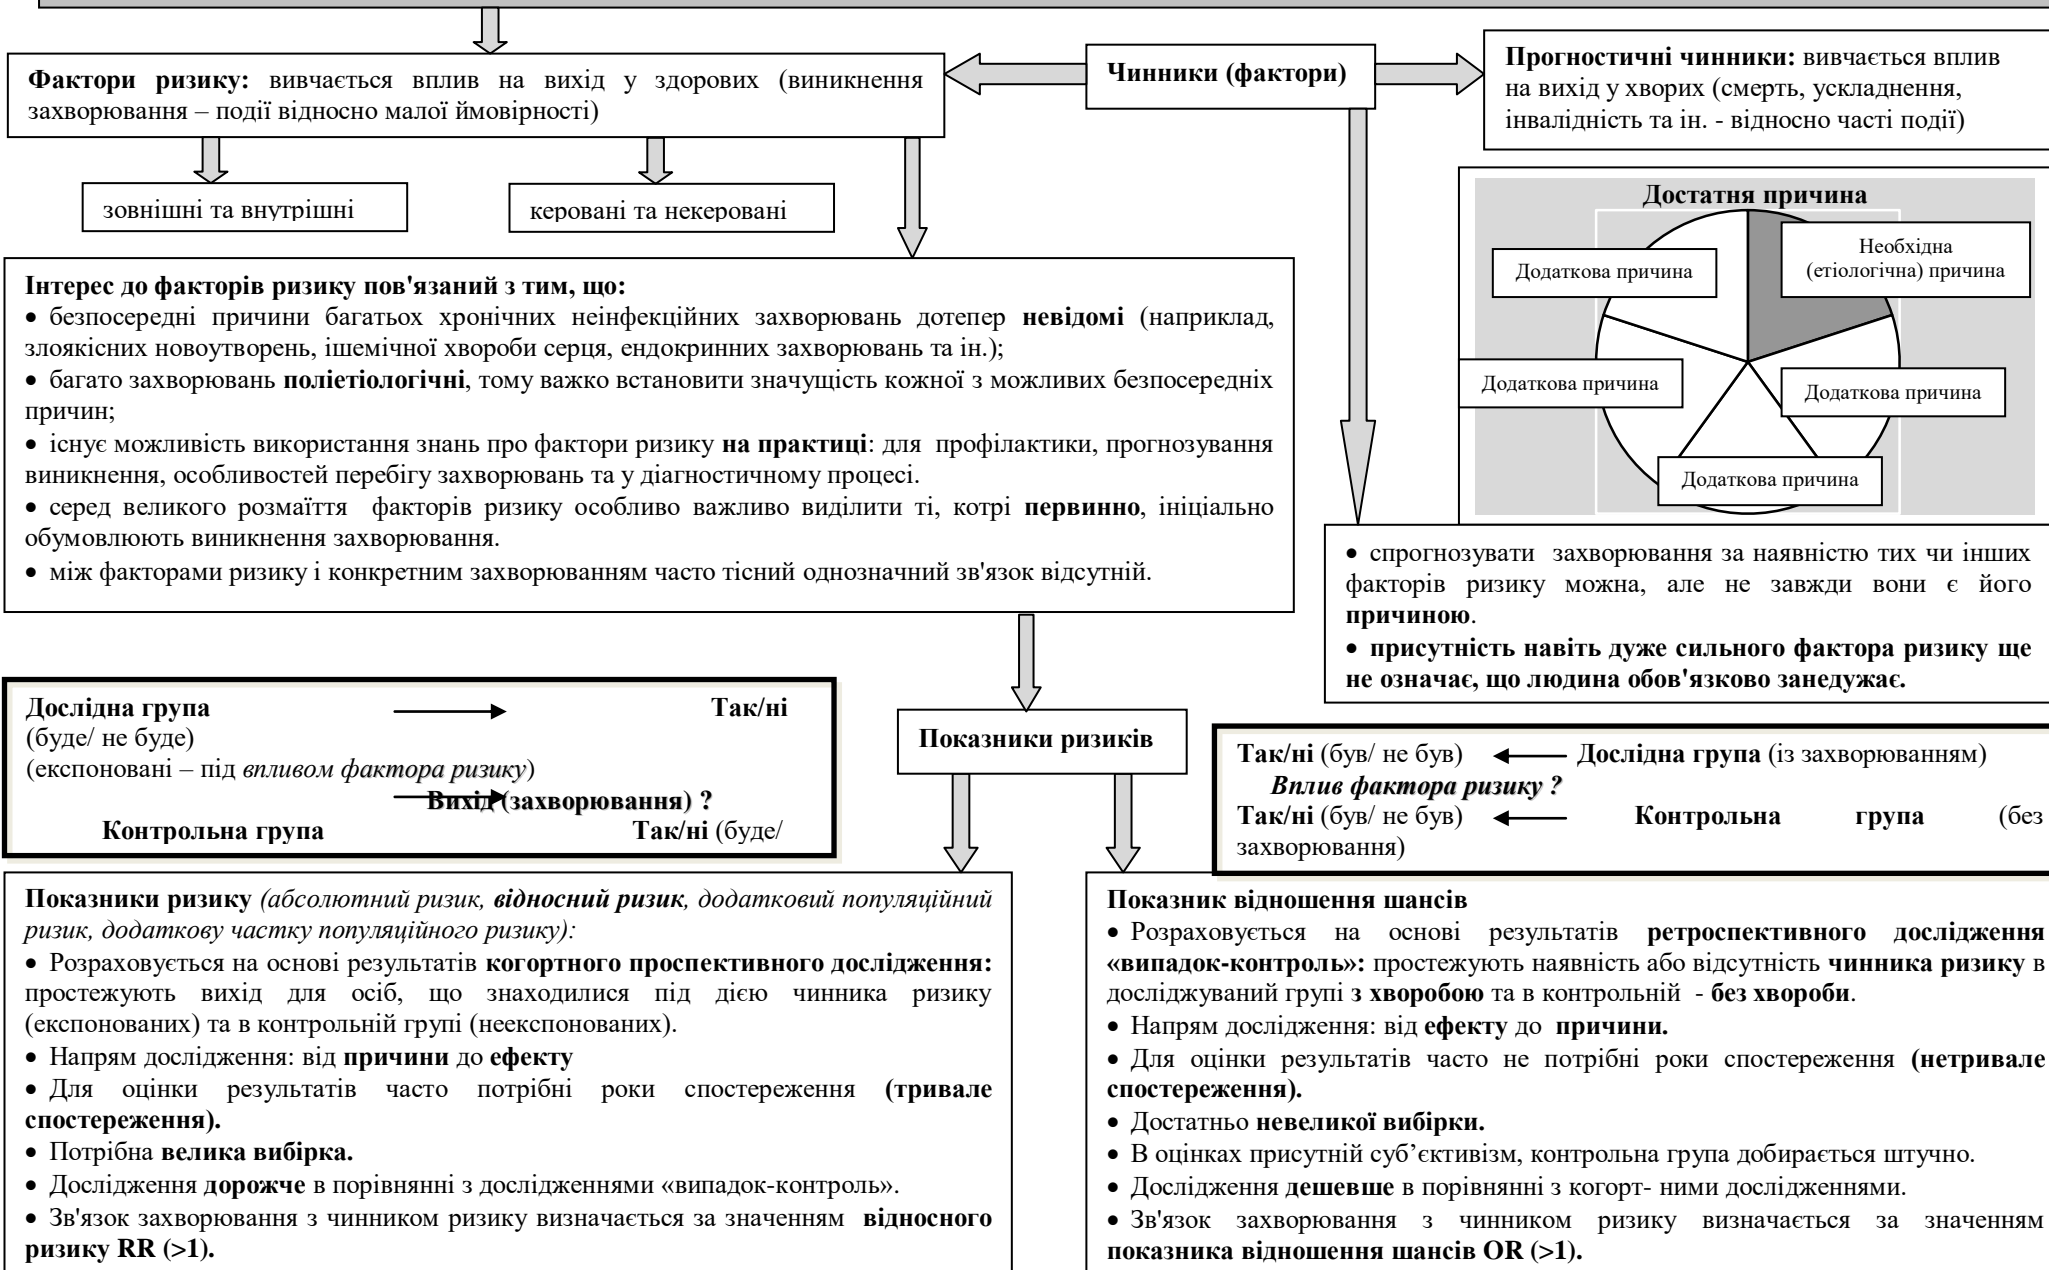 Фактори ризику: вивчається вплив на вихід у здорових (виникнення
захворювання – події відносно малої ймовірності)
Чинники (фактори)
Прогностичні чинники: вивчається вплив
на вихід у хворих (смерть, ускладнення,
інвалідність та ін. - відносно часті події)
зовнішні та внутрішні
керовані та некеровані
Достатня причина
Додаткова причина
Необхідна
(етіологічна) причина
Додаткова причина
Додаткова причина
Додаткова причина
Інтерес до факторів ризику пов'язаний з тим, що:
• безпосередні причини багатьох хронічних неінфекційних захворювань дотепер невідомі (наприклад,
злоякісних новоутворень, ішемічної хвороби серця, ендокринних захворювань та ін.);
• багато захворювань поліетіологічні, тому важко встановити значущість кожної з можливих безпосередніх
причин;
• існує можливість використання знань про фактори ризику на практиці: для профілактики, прогнозування
виникнення, особливостей перебігу захворювань та у діагностичному процесі.
• серед великого розмаїття факторів ризику особливо важливо виділити ті, котрі первинно, ініціально
обумовлюють виникнення захворювання.
• між факторами ризику і конкретним захворюванням часто тісний однозначний зв'язок відсутній.
• спрогнозувати захворювання за наявністю тих чи інших
факторів ризику можна, але не завжди вони є його
причиною.
• присутність навіть дуже сильного фактора ризику ще
не означає, що людина обов'язково занедужає.
Дослідна група Так/ні
(буде/ не буде)
(експоновані – під впливом фактора ризику)
Вихід (захворювання) ?
Контрольна група Так/ні (буде/
Показники ризиків
Так/ні (був/ не був) Дослідна група (із захворюванням)
Вплив фактора ризику ?
Так/ні (був/ не був) Контрольна група (без
захворювання)
Показники ризику (абсолютний ризик, відносний ризик, додатковий популяційний
ризик, додаткову частку популяційного ризику):
• Розраховується на основі результатів когортного проспективного дослідження:
простежують вихід для осіб, що знаходилися під дією чинника ризику
(експонованих) та в контрольній групі (неекспонованих).
• Напрям дослідження: від причини до ефекту
• Для оцінки результатів часто потрібні роки спостереження (тривале
спостереження).
• Потрібна велика вибірка.
• Дослідження дорожче в порівнянні з дослідженнями «випадок-контроль».
• Зв'язок захворювання з чинником ризику визначається за значенням відносного
ризику RR (>1).
Показник відношення шансів
• Розраховується на основі результатів ретроспективного дослідження
«випадок-контроль»: простежують наявність або відсутність чинника ризику в
досліджуваний групі з хворобою та в контрольній - без хвороби.
• Напрям дослідження: від ефекту до причини.
• Для оцінки результатів часто не потрібні роки спостереження (нетривале
спостереження).
• Достатньо невеликої вибірки.
• В оцінках присутній суб’єктивізм, контрольна група добирається штучно.
• Дослідження дешевше в порівнянні з когорт- ними дослідженнями.
• Зв'язок захворювання з чинником ризику визначається за значенням
показника відношення шансів OR (>1).